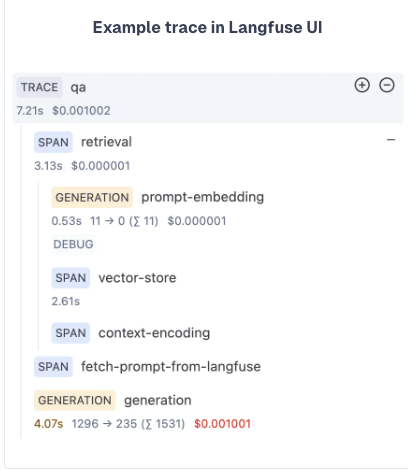 Example trace in Langfuse UI
TRACE qa
7.21s $0.001002
SPAN retrieval
3.13s $0.000001
GENERATION prompt-embedding
0.53s 11 → 0 (∑ 11) $0.000001
DEBUG
SPAN vector-store
2.61s
SPAN context-encoding
SPAN fetch-prompt-from-langfuse
GENERATION generation
4.07s 1296 → 235 (∑ 1531) $0.001001